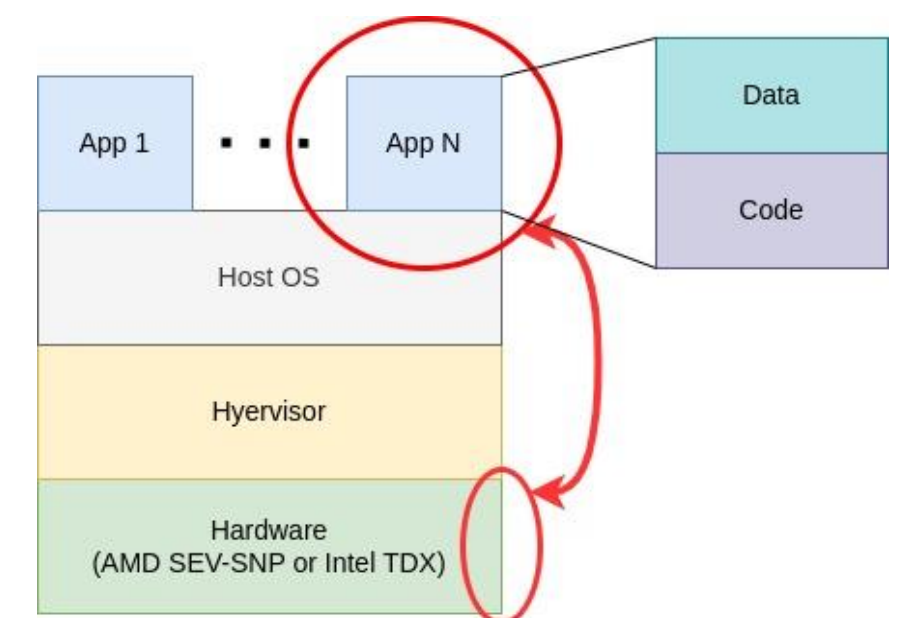 App 1
App N
Data
Code
Host OS
Hyervisor
Hardware
(AMD SEV-SNP or Intel TDX)